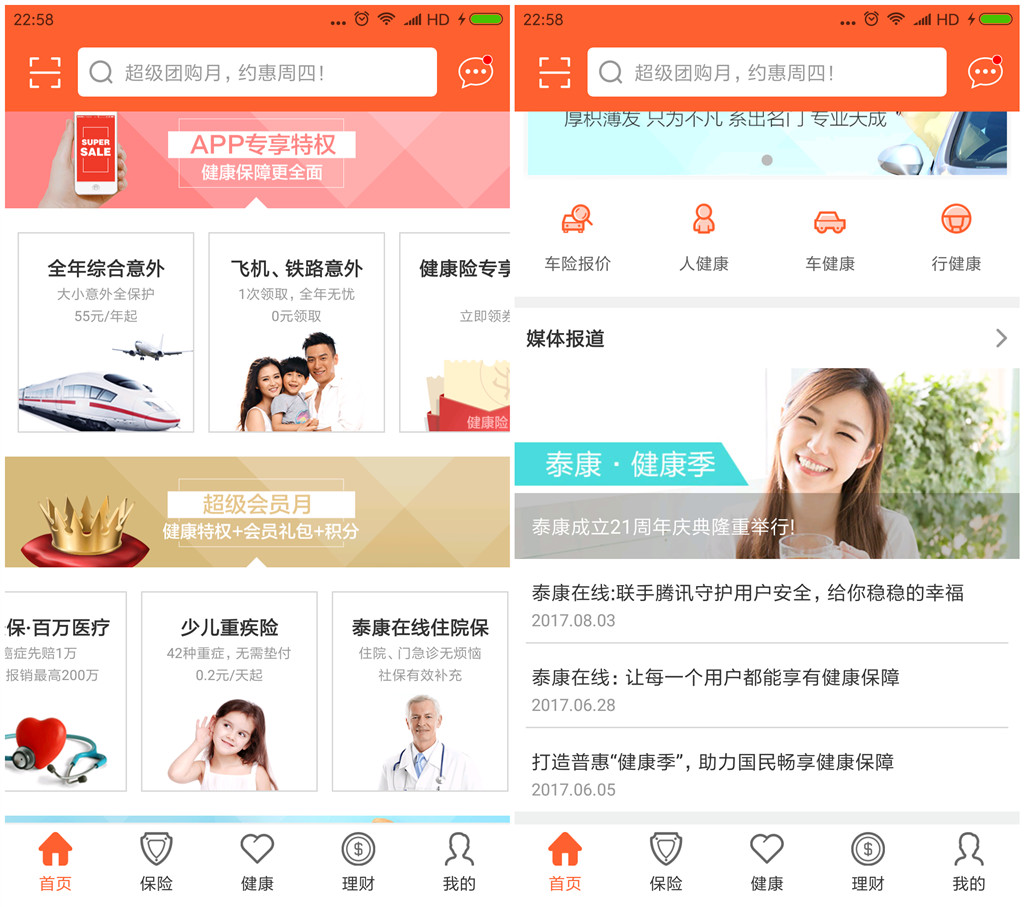 22:58
HD
超级团购月，约惠周四!
SUPER
SALE
APP专享特权
健康保障更全面
全年综合意外
大小意外全保护
55元/年起
飞机、铁路意外
1次领取，全年无忧
0元领取
健康险专享
立即领券
健康险
超级会员月
健康特权+会员礼包+积分
保·百万医疗
症先赔1万
报销最高200万
少儿重疾险
42种重症，无需垫付
0.2元/天起
泰康在线住院保
住院、门急诊无烦恼
社保有效补充
首页
保险
健康
理财
我的
22:58
HD
超级团购月，约惠周四!
厚积薄发 只为不凡 系出名门 专业天成
车险报价
人健康
车健康
行健康
媒体报道
泰康·健康季
泰康成立21周年庆典隆重举行!
泰康在线:联手腾讯守护用户安全，给你稳稳的幸福
2017.08.03
泰康在线：让每一个用户都能享有健康保障
2017.06.28
打造普惠“健康季”，助力国民畅享健康保障
2017.06.05
首页
保险
健康
理财
我的